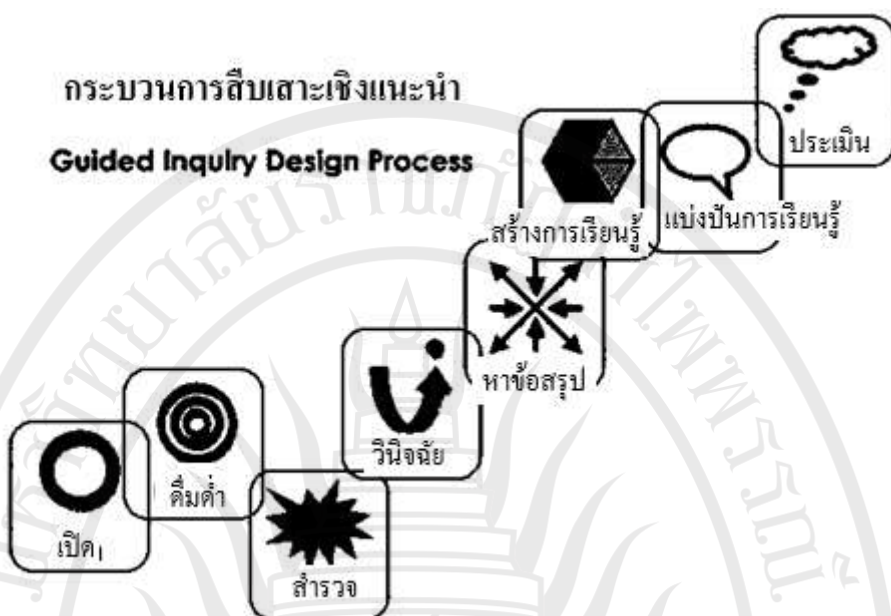 กระบวนการสืบเสาะเชิงแนะนำ
Guided Inquiry Design Process
เปิด
ดื่มด่ำ
สำรวจ
วินิจฉัย
หาข้อสรุป
สร้างการเรียนรู้
แบ่งปันการเรียนรู้
ประเมิน